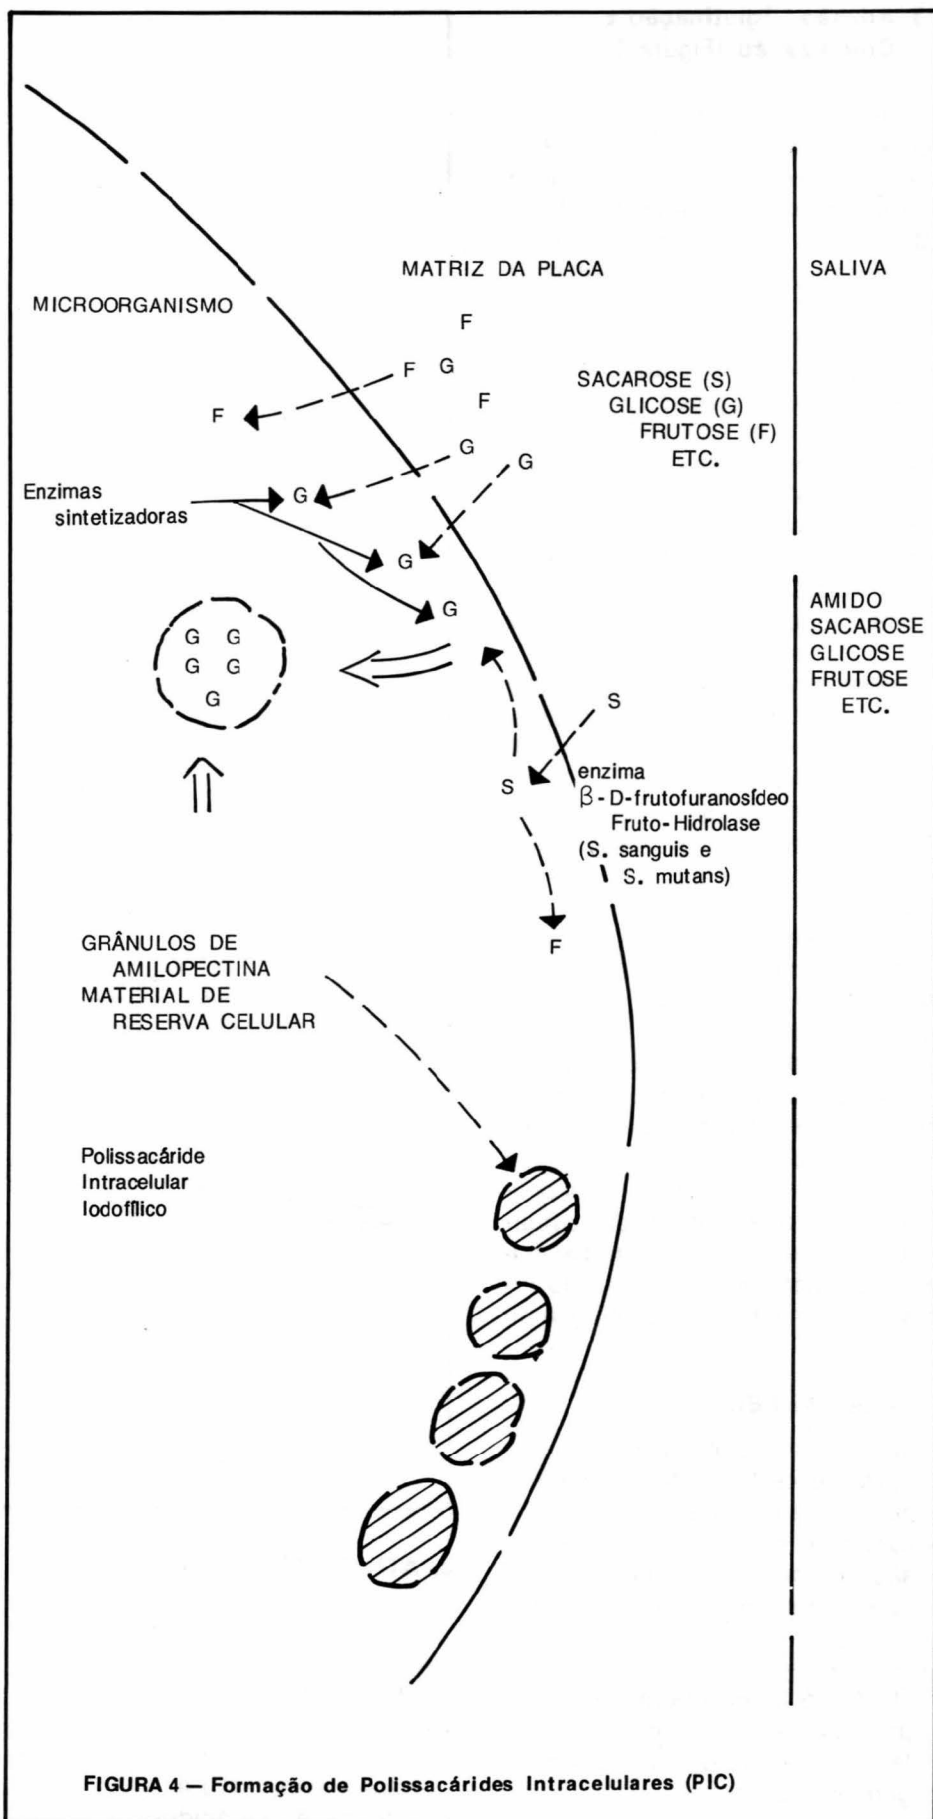 MATRIZ DA PLACA
SALIVA
MICROORGANISMO
F
F G
F
F
SACAROSE (S)
GLICOSE (G)
FRUTOSE (F)
ETC.
G
G
G
Enzimas
sintetizadoras
G
G
AMIDO
SACAROSE
GLICOSE
FRUTOSE
ETC.
G G
G G
G
S
S
enzima
β-D-frutofuranosídeo
Fruto-Hidrolase
(S. sanguis e
S. mutans)
F
GRÂNULOS DE
AMILOPECTINA
MATERIAL DE
RESERVA CELULAR
Polissacáride
Intracelular
Iodofílico
FIGURA 4 — Formação de Polissacárides Intracelulares (PIC)